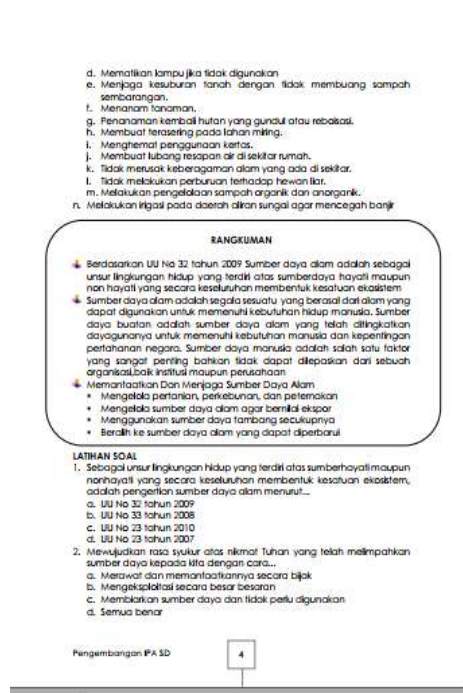 d. Mematikan lampu jika tidak digunakan
e. Menjaga kesuburan tanah dengan tidak membuang sampah
sembarangan.
f. Menanam tanaman.
g. Penanaman kembali hutan yang gundul atau reboisasi.
h. Membuat terasering pada lahan miring.
i. Menghemat penggunaan kertas.
j. Membuat lubang resapan air di sekitar rumah.
k. Tidak merusak keberagaman alam yang ada di sekitar.
l. Tidak melakukan perburuan terhadap hewan liar.
m. Melakukan pengelolaan sampah organik dan anorganik.
n. Melakukan irigasi pada daerah aliran sungai agar mencegah banjir
RANGKUMAN
Berdasarkan UU No 32 tahun 2009 Sumber daya alam adalah sebagai
unsur lingkungan hidup yang terdiri atas sumberdaya hayati maupun
non hayati yang secara keseluruhan membentuk kesatuan ekosistem
Sumber daya alam adalah segala sesuatu yang berasal dari alam yang
dapat digunakan untuk memenuhi kebutuhan hidup manusia. Sumber
daya buatan adalah sumber daya alam yang telah ditingkatkan
dayagunanya untuk memenuhi kebutuhan manusia dan kepentingan
pertahanan negara. Sumber daya manusia adalah salah satu faktor
yang sangat penting bahkan tidak dapat dilepaskan dari sebuah
organisasi,baik institusi maupun perusahaan
Memanfaatkan Dan Menjaga Sumber Daya Alam
* Mengelola pertanian, perkebunan, dan peternakan
* Mengelola sumber daya alam agar bernilai ekspor
* Menggunakan sumber daya tambang secukupnya
* Beralih ke sumber daya alam yang dapat diperbarui
LATIHAN SOAL
1. Sebagai unsur lingkungan hidup yang terdiri atas sumberhayati maupun
nonhayati yang secara keseluruhan membentuk kesatuan ekosistem,
adalah pengertian sumber daya alam menurut...
a. UU No 32 tahun 2009
b. UU No 33 tahun 2008
c. UU No 23 tahun 2010
d. UU No 23 tahun 2007
2. Mewujudkan rasa syukur atas nikmat Tuhan yang telah melimpahkan
sumber daya kepada kita dengan cara...
a. Merawat dan memanfaatkannya secara bijak
b. Mengeksploitasi secara besar besaran
c. Membiarkan sumber daya dan tidak perlu digunakan
d. Semua benar
Pengembangan IPA SD
4